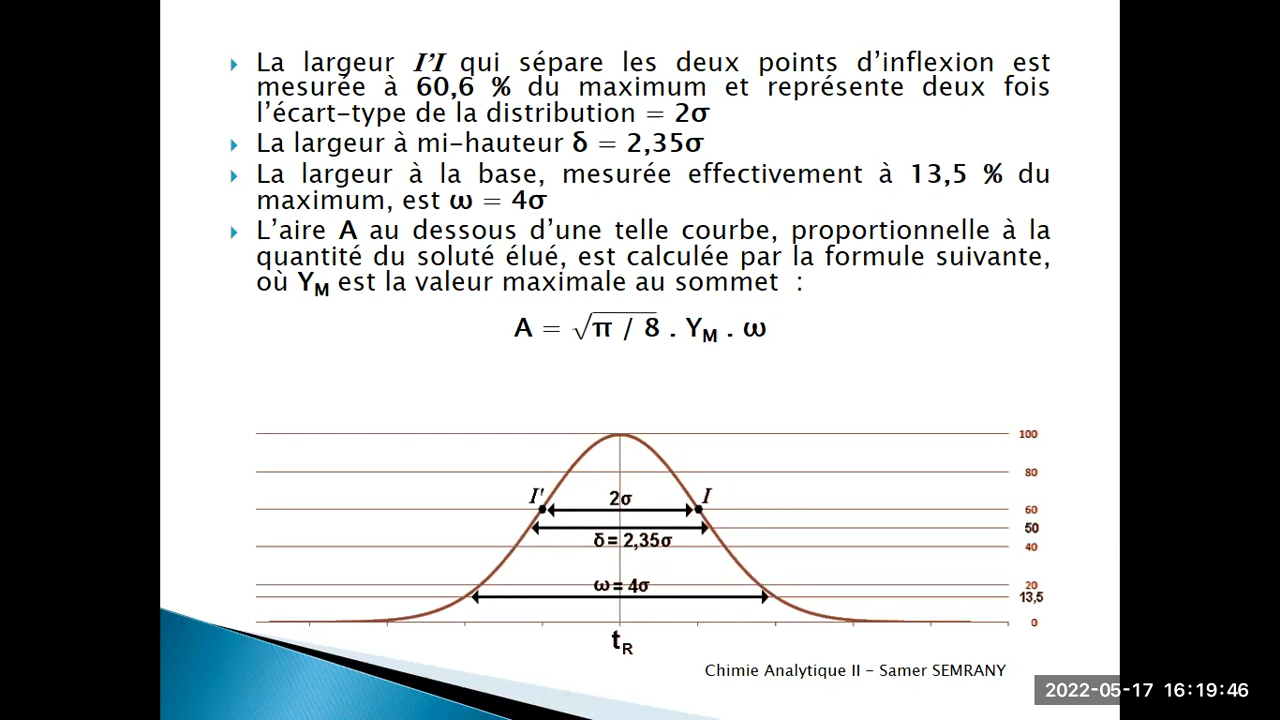 La largeur I’I qui sépare les deux points d’inflexion est
mesurée à 60,6 % du maximum et représente deux fois
l’écart-type de la distribution = 2σ
La largeur à mi-hauteur δ = 2,35σ
La largeur à la base, mesurée effectivement à 13,5 % du
maximum, est ω = 4σ
L’aire A au dessous d’une telle courbe, proportionnelle à la
quantité du soluté élué, est calculée par la formule suivante,
où Y_M est la valeur maximale au sommet :
A = √π / 8 . Y_M . ω
100
80
I' 2σ I
60
50
δ = 2,35σ
40
20
ω = 4σ
13,5
0
t_R
Chimie Analytique II – Samer SEMRANY
2022-05-17 16:19:46